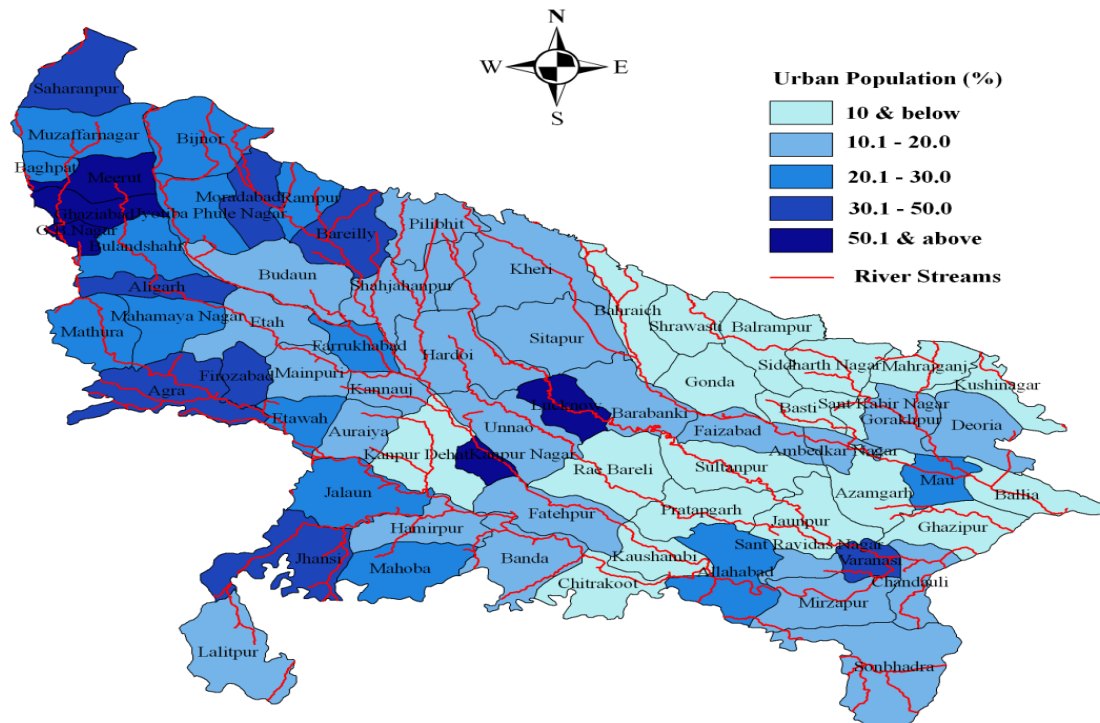 N
W
E
S
Urban Population (%)
10 & below
10.1 - 20.0
20.1 - 30.0
30.1 - 50.0
50.1 & above
River Streams
Saharanpur
Muzaffarnagar
Bijnor
Baghpat
Meerut
Moradabad
Rampur
Ghaziabad
Jyotiba Phule Nagar
G.B.Nagar
Bulandshahr
Bareilly
Pilibhit
Budaun
Shahjahanpur
Kheri
Aligarh
Bahraich
Mathura
Mahamaya Nagar
Etah
Shrawasti
Balrampur
Farrukhabad
Hardoi
Sitapur
Agra
Firozabad
Mainpuri
Kannauj
Gonda
Siddharth Nagar
Mahrajganj
Kushinagar
Etawah
Auraiya
Lucknow
Barabanki
Basti
Sant Kabir Nagar
Gorakhpur
Deoria
Unnao
Faizabad
Kanpur Dehat
Kanpur Nagar
Ambedkar Nagar
Rae Bareli
Sultanpur
Mau
Jalaun
Azamgarh
Ballia
Hamirpur
Fatehpur
Pratapgarh
Jaunpur
Ghazipur
Jhansi
Mahoba
Banda
Kaushambi
Sant Ravidas Nagar
Varanasi
Chitrakoot
Allahabad
Chandauli
Mirzapur
Lalitpur
Sonbhadra